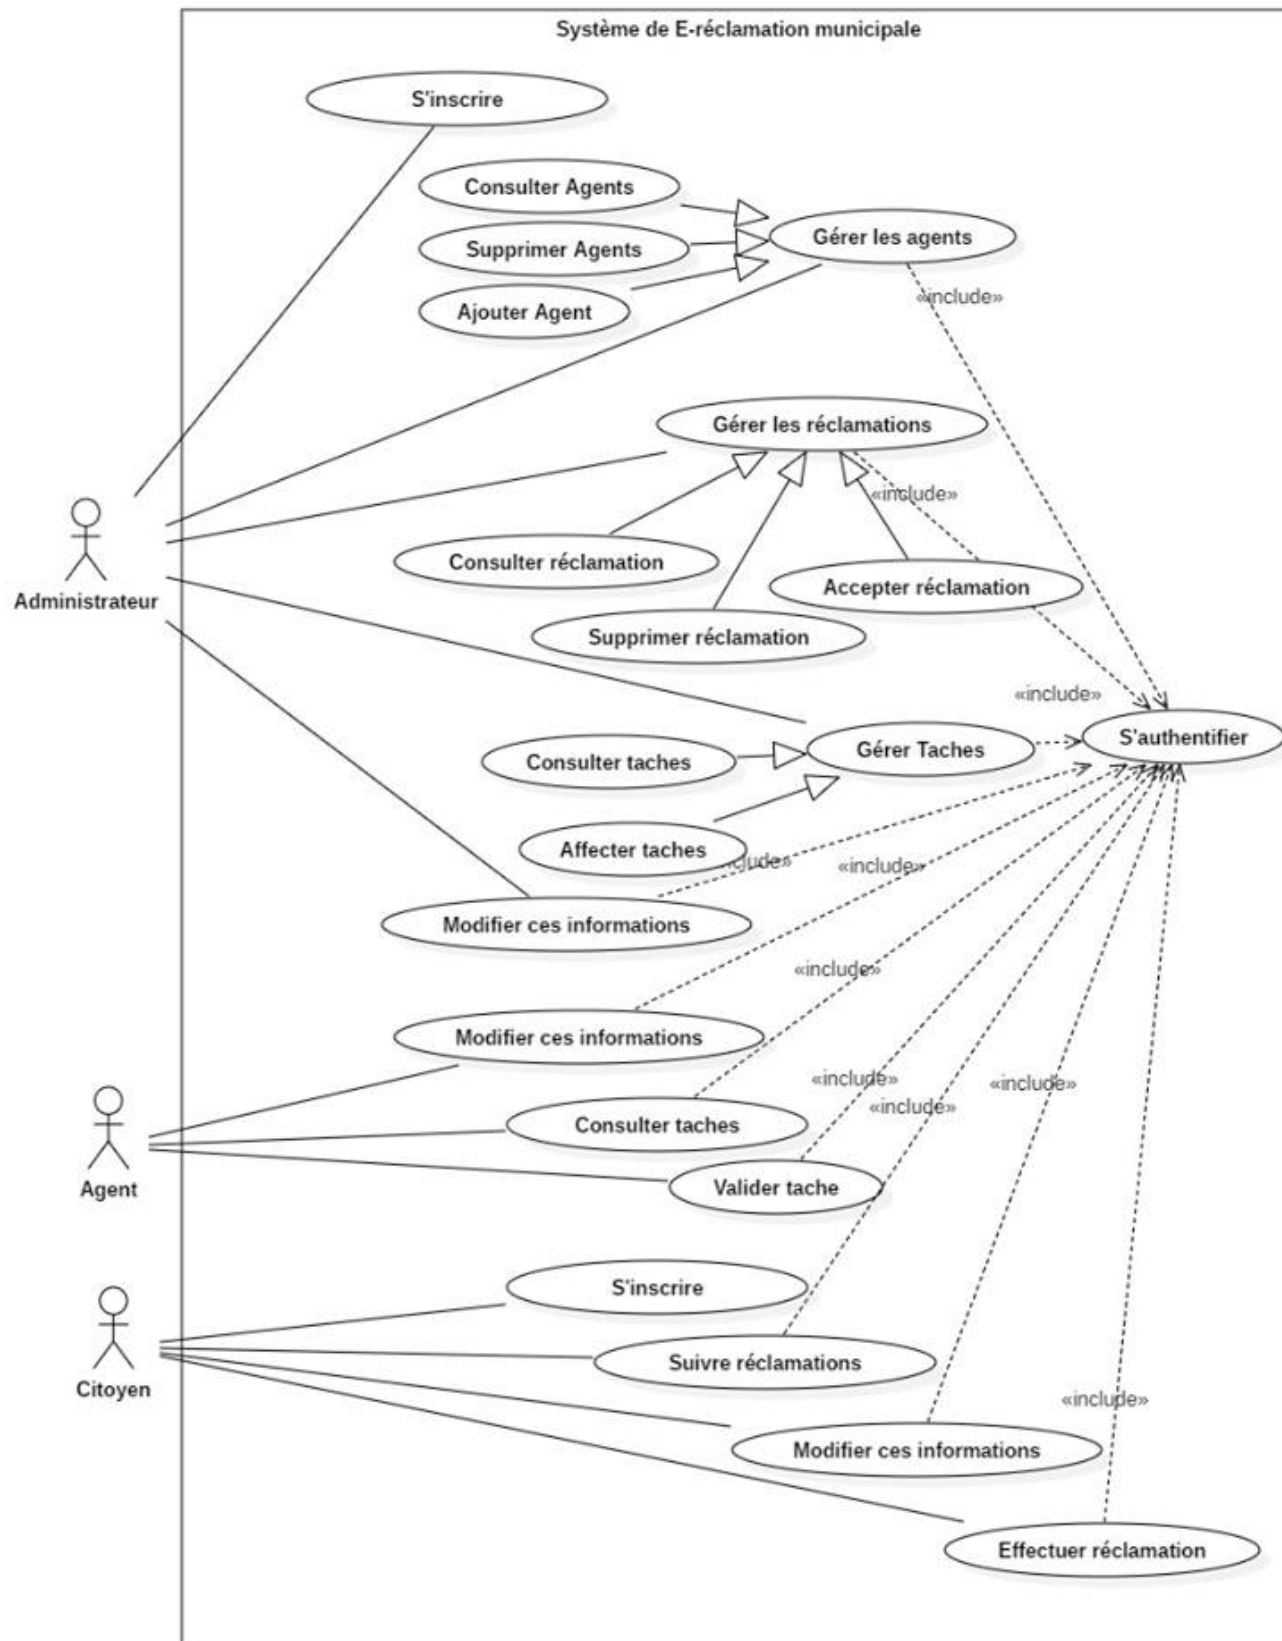 Système de E-réclamation municipale
S'inscrire
Consulter Agents
Supprimer Agents
Gérer les agents
Ajouter Agent
«include»
Gérer les réclamations
«include»
Consulter réclamation
Accepter réclamation
Administrateur
Supprimer réclamation
«include»
S'authentifier
Gérer Taches
Consulter taches
Affecter taches
«include»
«include»
Modifier ces informations
«include»
Modifier ces informations
«include»
«include»
«include»
Consulter taches
Agent
Valider tache
S'inscrire
Suivre réclamations
Citoyen
«include»
Modifier ces informations
Effectuer réclamation